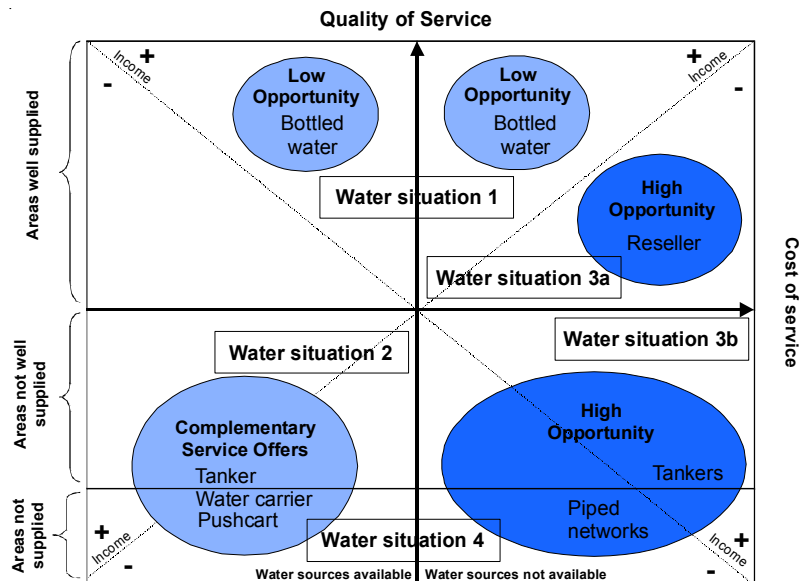 Quality of Service
+
Income
-
+
Income
-
Low
Opportunity
Bottled
water
Low
Opportunity
Bottled
water
Areas well supplied
Water situation 1
High
Opportunity
Reseller
Water situation 3a
Cost of service
Water situation 2
Water situation 3b
Areas not well
supplied
Complementary
Service Offers
Tanker
Water carrier
Pushcart
High
Opportunity
Tankers
Piped
networks
Areas not
supplied
+
Income
-
Water situation 4
+
Income
-
Water sources available
Water sources not available